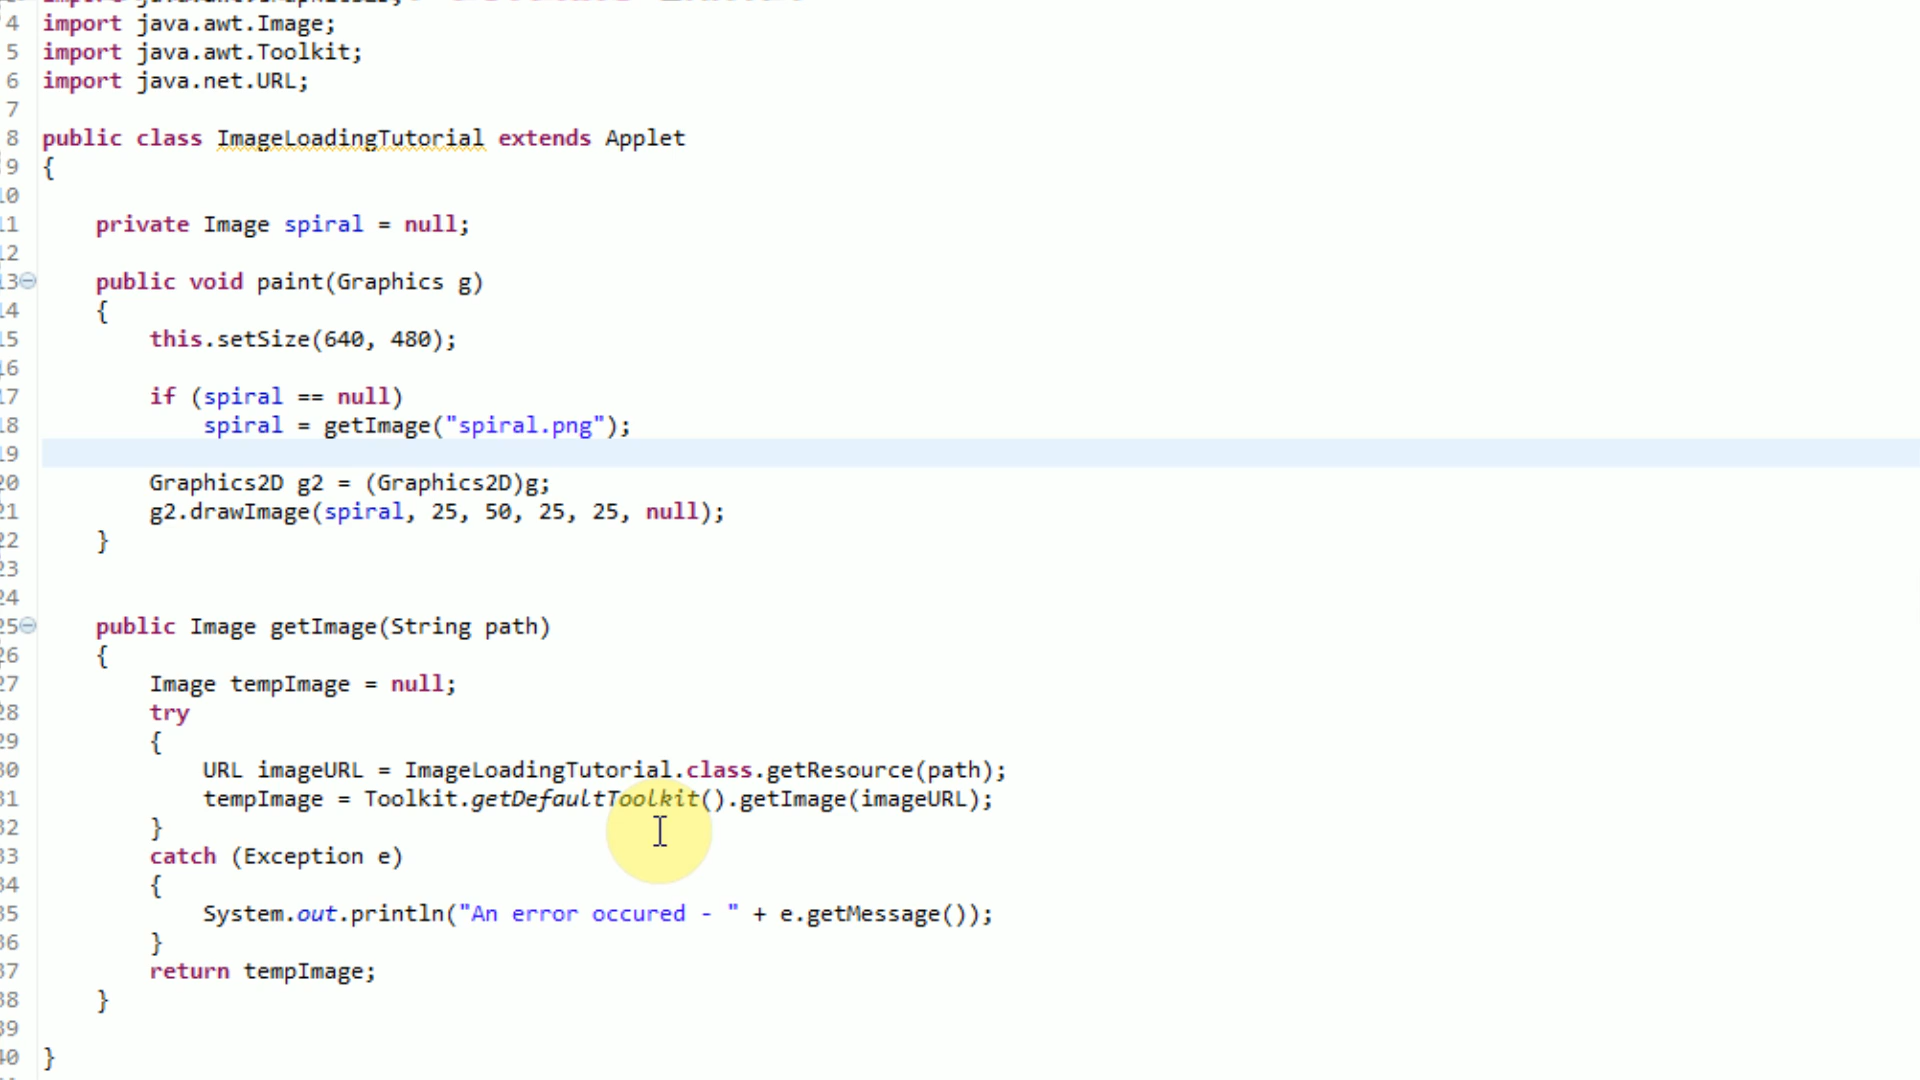 4 import java.awt.Image;
5 import java.awt.Toolkit;
6 import java.net.URL;
7
8 public class ImageLoadingTutorial extends Applet
9 {
10
11 private Image spiral = null;
12
13 public void paint(Graphics g)
14 {
15 this.setSize(640, 480);
16
17 if (spiral == null)
18 spiral = getImage("spiral.png");
19
20 Graphics2D g2 = (Graphics2D)g;
21 g2.drawImage(spiral, 25, 50, 25, 25, null);
22 }
23
24
25 public Image getImage(String path)
26 {
27 Image tempImage = null;
28 try
29 {
30 URL imageURL = ImageLoadingTutorial.class.getResource(path);
31 tempImage = Toolkit.getDefaultToolkit().getImage(imageURL);
32 }
33 catch (Exception e)
34 {
35 System.out.println("An error occured - " + e.getMessage());
36 }
37 return tempImage;
38 }
39
40 }